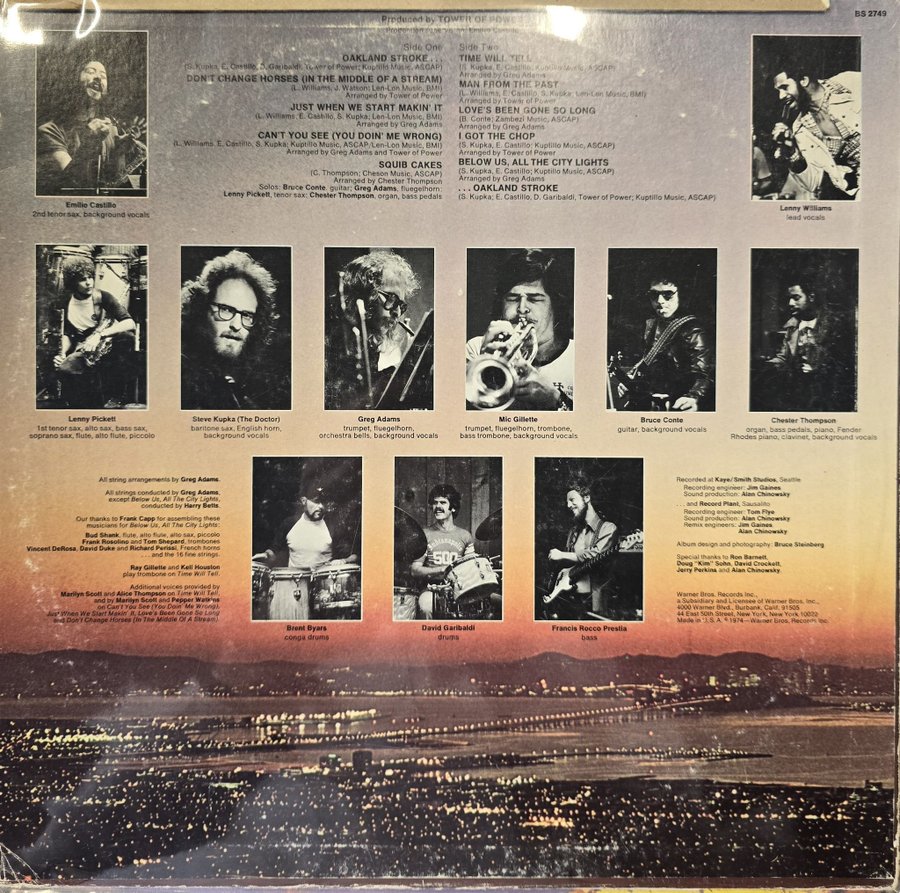 BS 2749
Produced by TOWER OF POWER
Side One
OAKLAND STROKE . . .
(S. Kupka, E. Castillo, D. Garibaldi, Tower of Power; Kuptillo Music, ASCAP)
DON'T CHANGE HORSES (IN THE MIDDLE OF A STREAM)
(L. Williams, J. Watson; Len-Lon Music, BMI)
Arranged by Tower of Power
JUST WHEN WE START MAKIN' IT
(L. Williams, E. Castillo, S. Kupka; Len-Lon Music, BMI)
Arranged by Greg Adams
CAN'T YOU SEE (YOU DOIN' ME WRONG)
(L. Williams, E. Castillo, S. Kupka; Kuptillo Music, ASCAP/Len-Lon Music, BMI)
Arranged by Greg Adams and Tower of Power
SQUIB CAKES
(C. Thompson; Cheson Music, ASCAP)
Arranged by Chester Thompson
Solos: Bruce Conte, guitar; Greg Adams, fluegelhorn;
Lenny Pickett, tenor sax; Chester Thompson, organ, bass pedals
Side Two
TIME WILL TELL
(S. Kupka, E. Castillo; Kuptillo Music, ASCAP)
Arranged by Greg Adams
MAN FROM THE PAST
(L. Williams, E. Castillo, S. Kupka; Len-Lon Music, BMI)
Arranged by Tower of Power
LOVE'S BEEN GONE SO LONG
(B. Conte; Zambezi Music, ASCAP)
Arranged by Greg Adams
I GOT THE CHOP
(S. Kupka, E. Castillo; Kuptillo Music, ASCAP)
Arranged by Tower of Power
BELOW US, ALL THE CITY LIGHTS
(S. Kupka, E. Castillo; Kuptillo Music, ASCAP)
Arranged by Greg Adams
. . . OAKLAND STROKE
(S. Kupka, E. Castillo, D. Garibaldi, Tower of Power; Kuptillo Music, ASCAP)
Emilio Castillo
2nd tenor sax, background vocals
Lenny Williams
lead vocals
Lenny Pickett
1st tenor sax, alto sax, bass sax,
soprano sax, flute, alto flute, piccolo
Steve Kupka (The Doctor)
baritone sax, English horn,
background vocals
Greg Adams
trumpet, fluegelhorn,
orchestra bells, background vocals
Mic Gillette
trumpet, fluegelhorn, trombone,
bass trombone, background vocals
Bruce Conte
guitar, background vocals
Chester Thompson
organ, bass pedals, piano, Fender
Rhodes piano, clavinet, background vocals
All string arrangements by Greg Adams.
All strings conducted by Greg Adams,
except Below Us, All The City Lights,
conducted by Harry Betts.
Our thanks to Frank Capp for assembling these
musicians for Below Us, All The City Lights:
Bud Shank, flute, alto flute, alto sax, piccolo
Frank Rosolino and Tom Shepard, trombones
Vincent DeRosa, David Duke and Richard Perissi, French horns
. . . and the 16 fine strings.
Ray Gillette and Kell Houston
play trombone on Time Will Tell.
Additional voices provided by
Marilyn Scott and Alice Thompson on Time Will Tell,
and by Marilyn Scott and Pepper Watkins
on Can't You See (You Doin' Me Wrong),
Just When We Start Makin' It, Love's Been Gone So Long
and Don't Change Horses (In The Middle Of A Stream).
500
Brent Byars
conga drums
David Garibaldi
drums
Francis Rocco Prestia
bass
Recorded at Kaye/Smith Studios, Seattle
Recording engineer: Jim Gaines
Sound production: Alan Chinowsky
. . . and Record Plant, Sausalito
Recording engineer: Tom Flye
Sound production: Alan Chinowsky
Remix engineers: Jim Gaines
Alan Chinowsky
Album design and photography: Bruce Steinberg
Special thanks to Ron Barnett,
Doug "Kim" Sohn, David Crockett,
Jerry Perkins and Alan Chinowsky.
Warner Bros. Records Inc.,
a Subsidiary and Licensee of Warner Bros. Inc.,
4000 Warner Blvd., Burbank, Calif. 91505
44 East 50th Street, New York, New York 10022
Made in U.S.A. © 1974—Warner Bros. Records Inc.